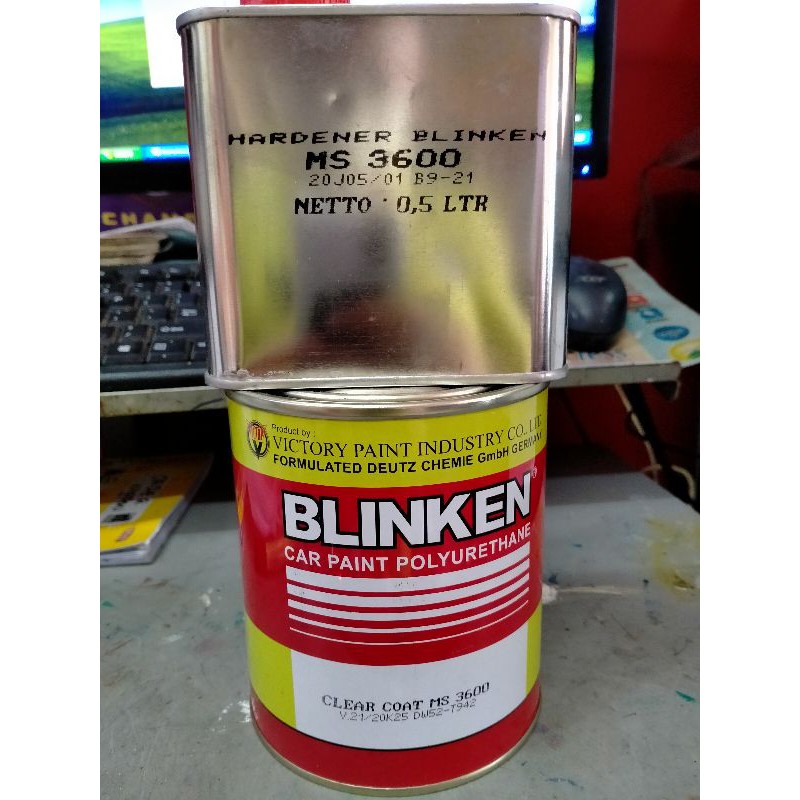 HARDENER BLINKEN
MS 3600
20J05/01 B9-21
NETTO : 0,5 LTR
Product by :
VICTORY PAINT INDUSTRY CO., LTD
FORMULATED DEUTZ CHEMIE GmbH GERMANY
BLINKEN®
CAR PAINT POLYURETHANE
CLEAR COAT MS 3600
V.21/20K25 DW52-T942